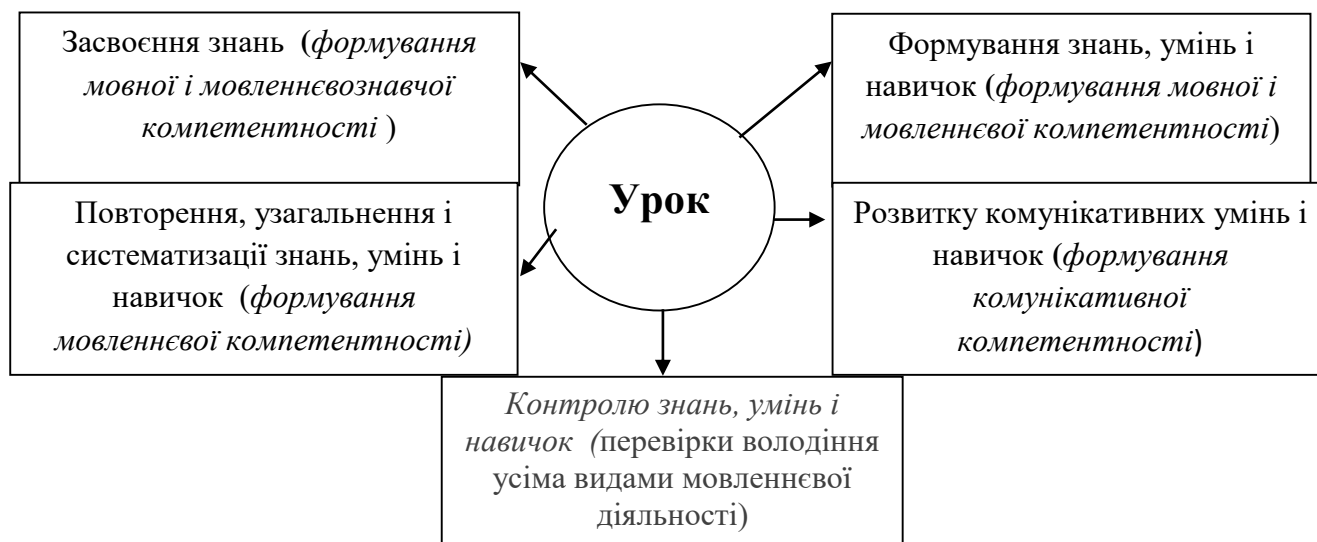 Засвоєння знань (формування
мовної і мовленнєвознавчої
компетентності )
Формування знань, умінь і
навичок (формування мовної і
мовленнєвої компетентності)
Урок
Повторення, узагальнення і
систематизації знань, умінь і
навичок (формування
мовленнєвої компетентності)
Розвитку комунікативних умінь і
навичок (формування
комунікативної
компетентності)
Контролю знань, умінь і
навичок (перевірки володіння
усіма видами мовленнєвої
діяльності)